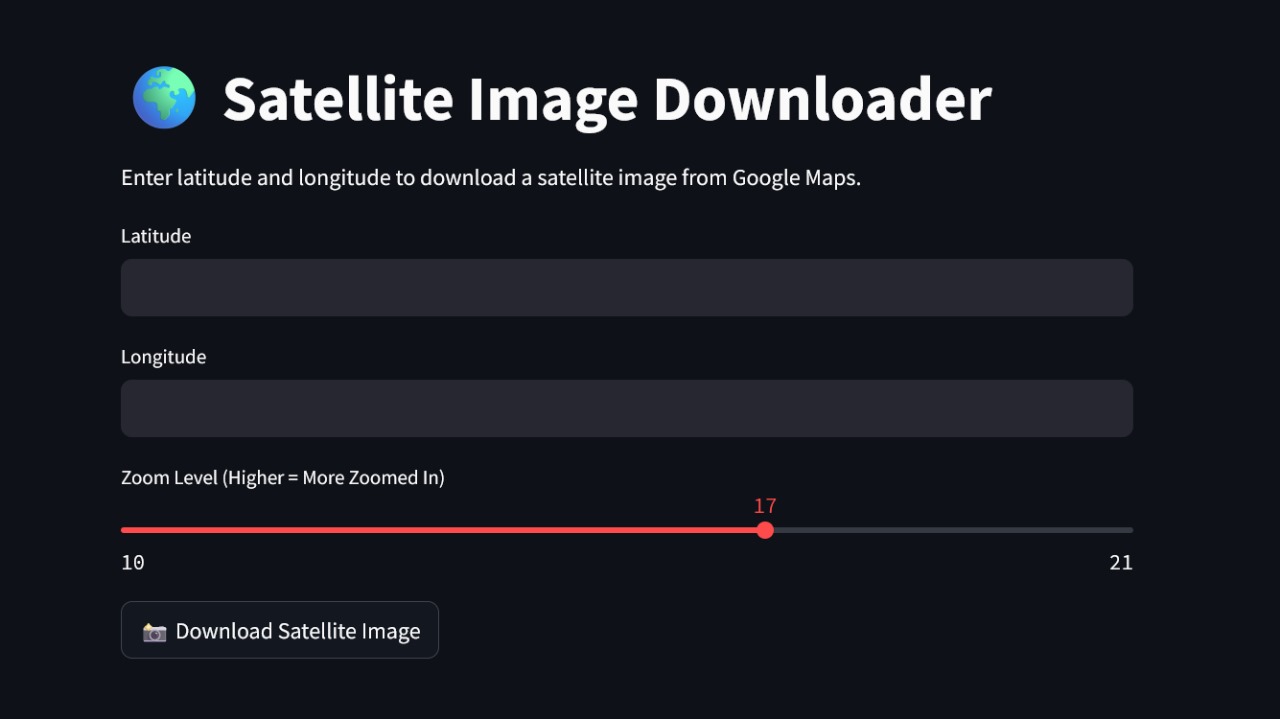 Satellite Image Downloader
Enter latitude and longitude to download a satellite image from Google Maps.
Latitude
Longitude
Zoom Level (Higher = More Zoomed In)
17
10 21
Download Satellite Image